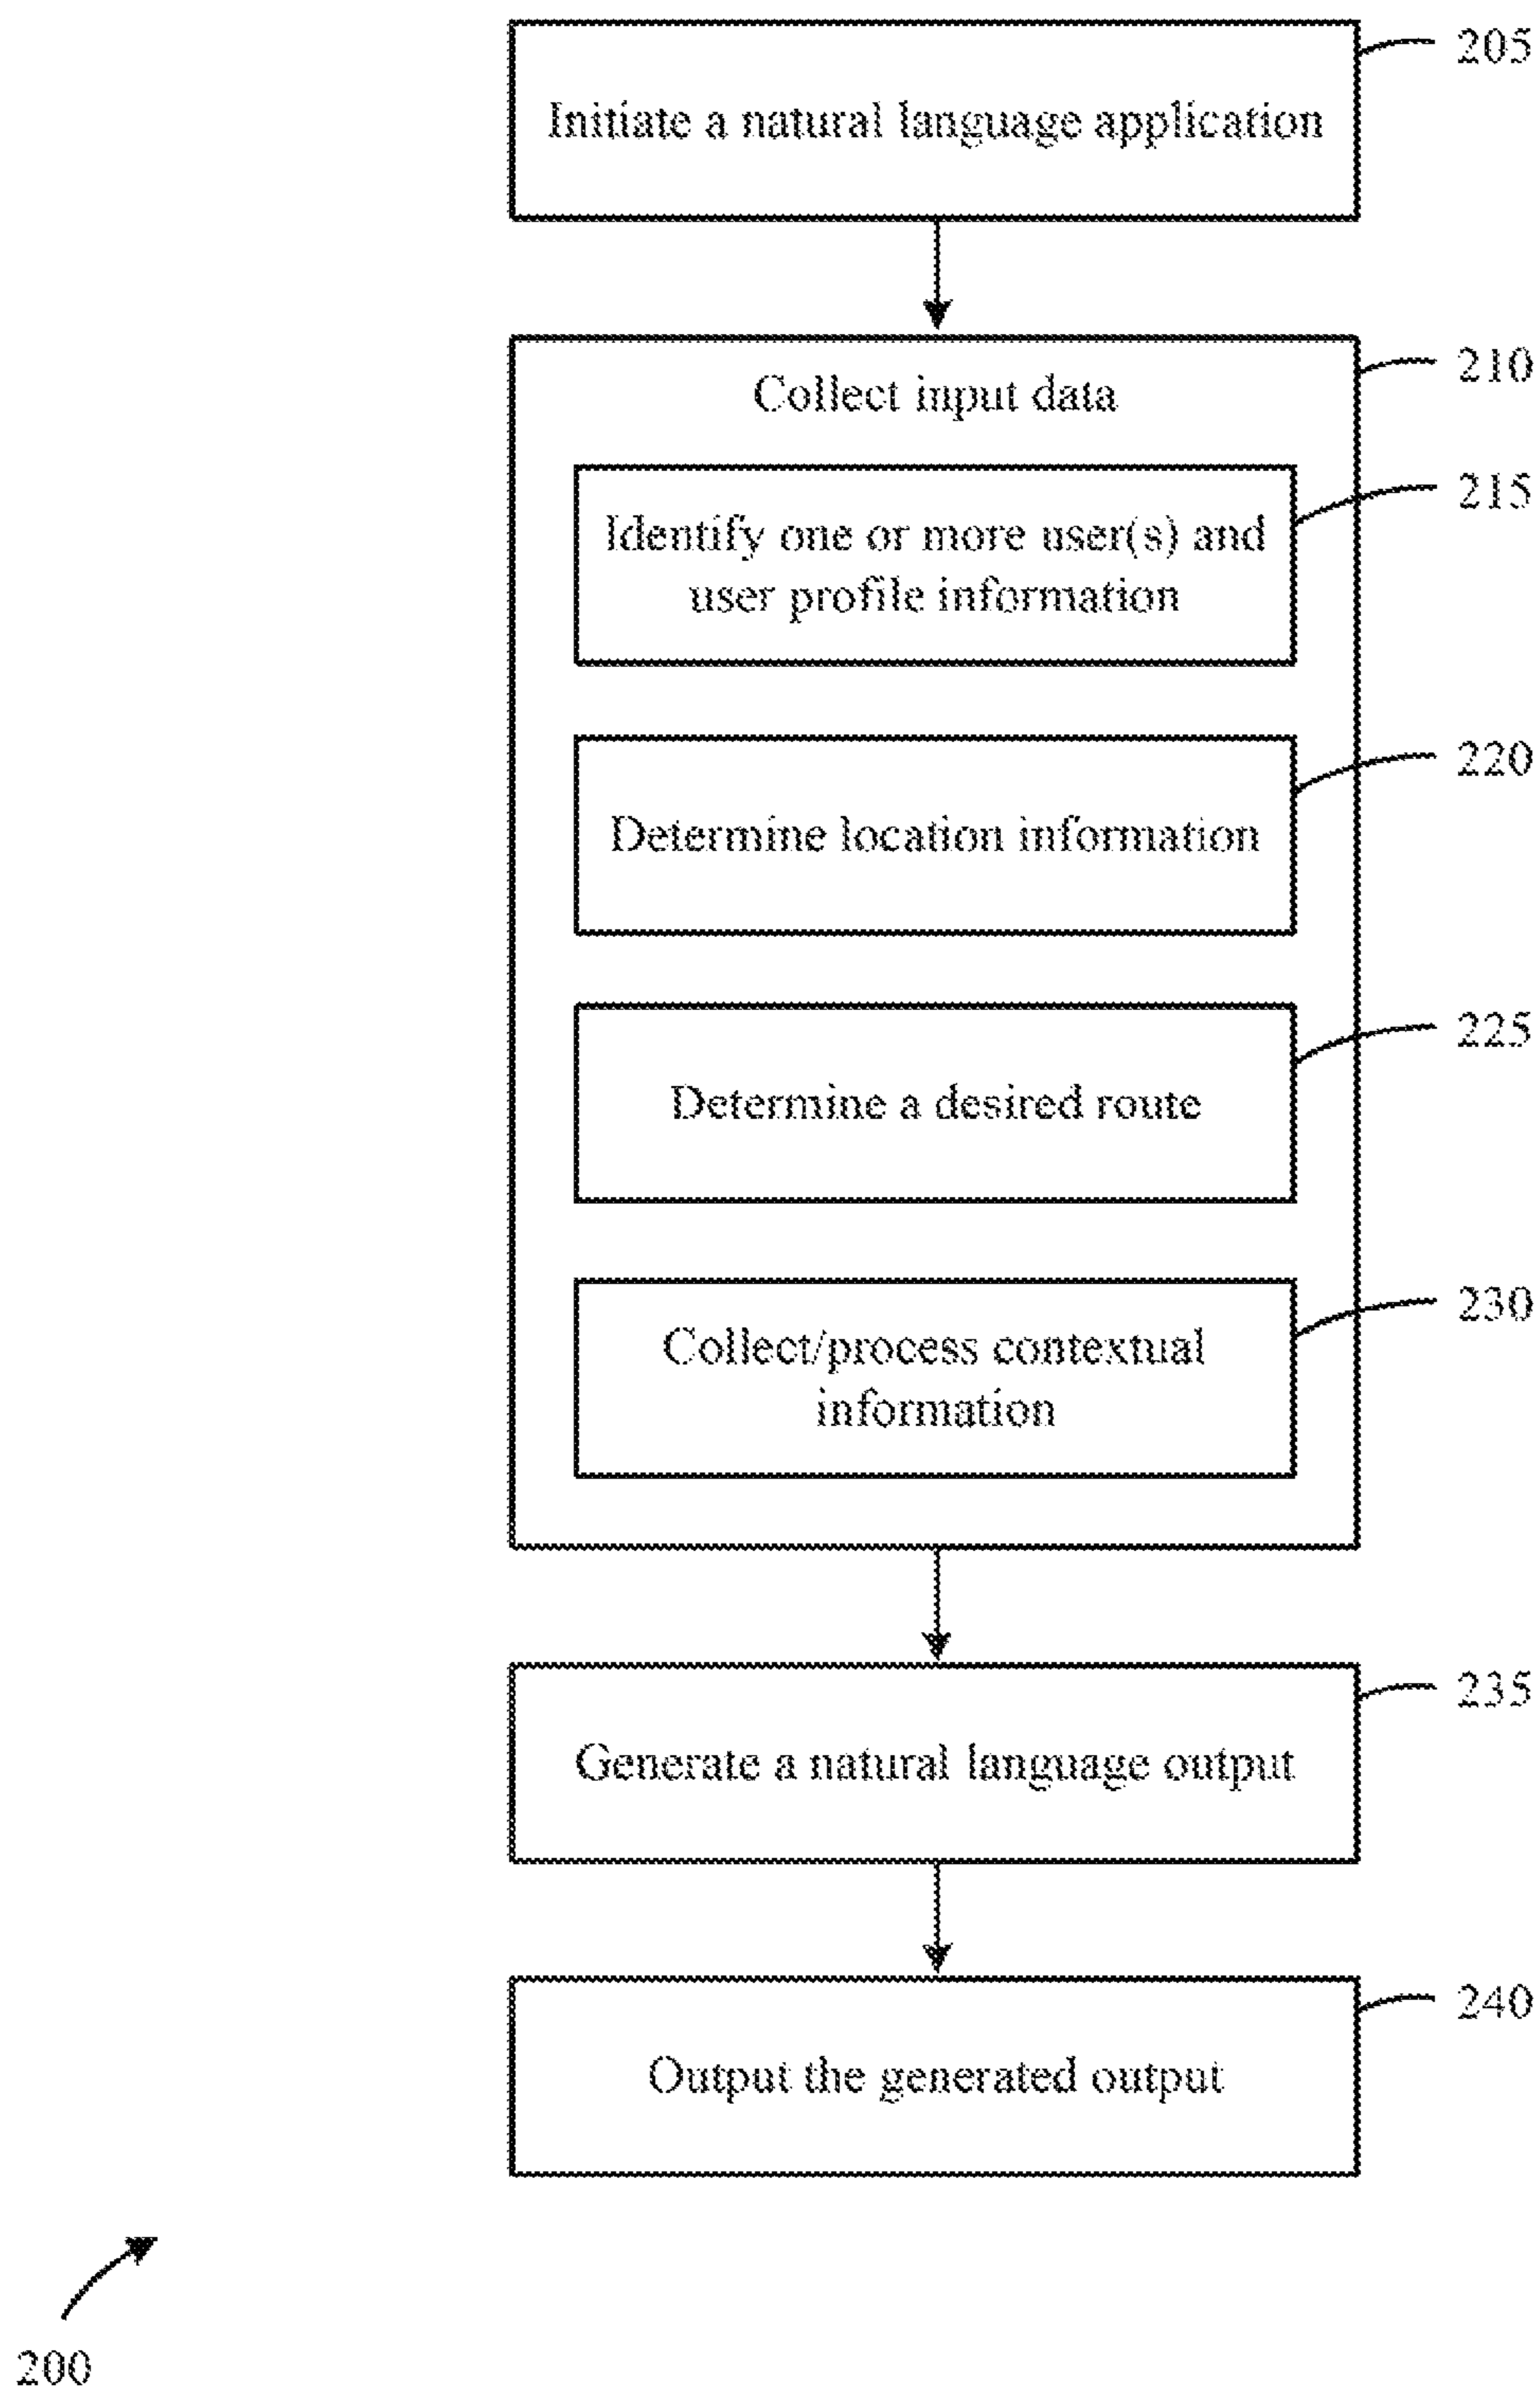 205
Initiate a natural language application
210
Collect input data
215
Identify one or more user(s) and
user profile information
220
Determine location information
225
Determine a desired route
230
Collect/process contextual
information
235
Generate a natural language output
240
Output the generated output
200